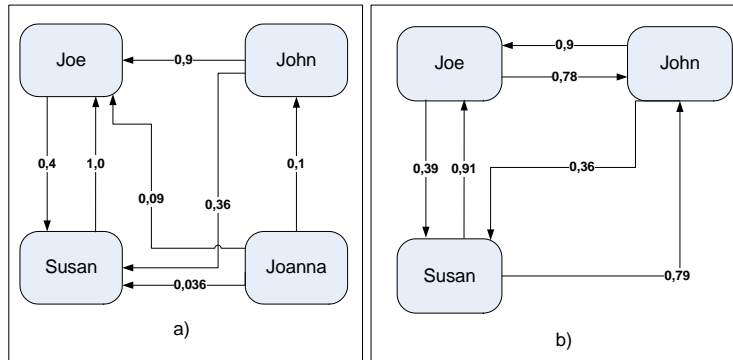 Joe
0,9
John
0,4
1,0
0,09
0,36
0,1
Susan
0,036
Joanna
a)
Joe
0,9
0,78
John
0,39
0,91
0,36
Susan
0,79
b)